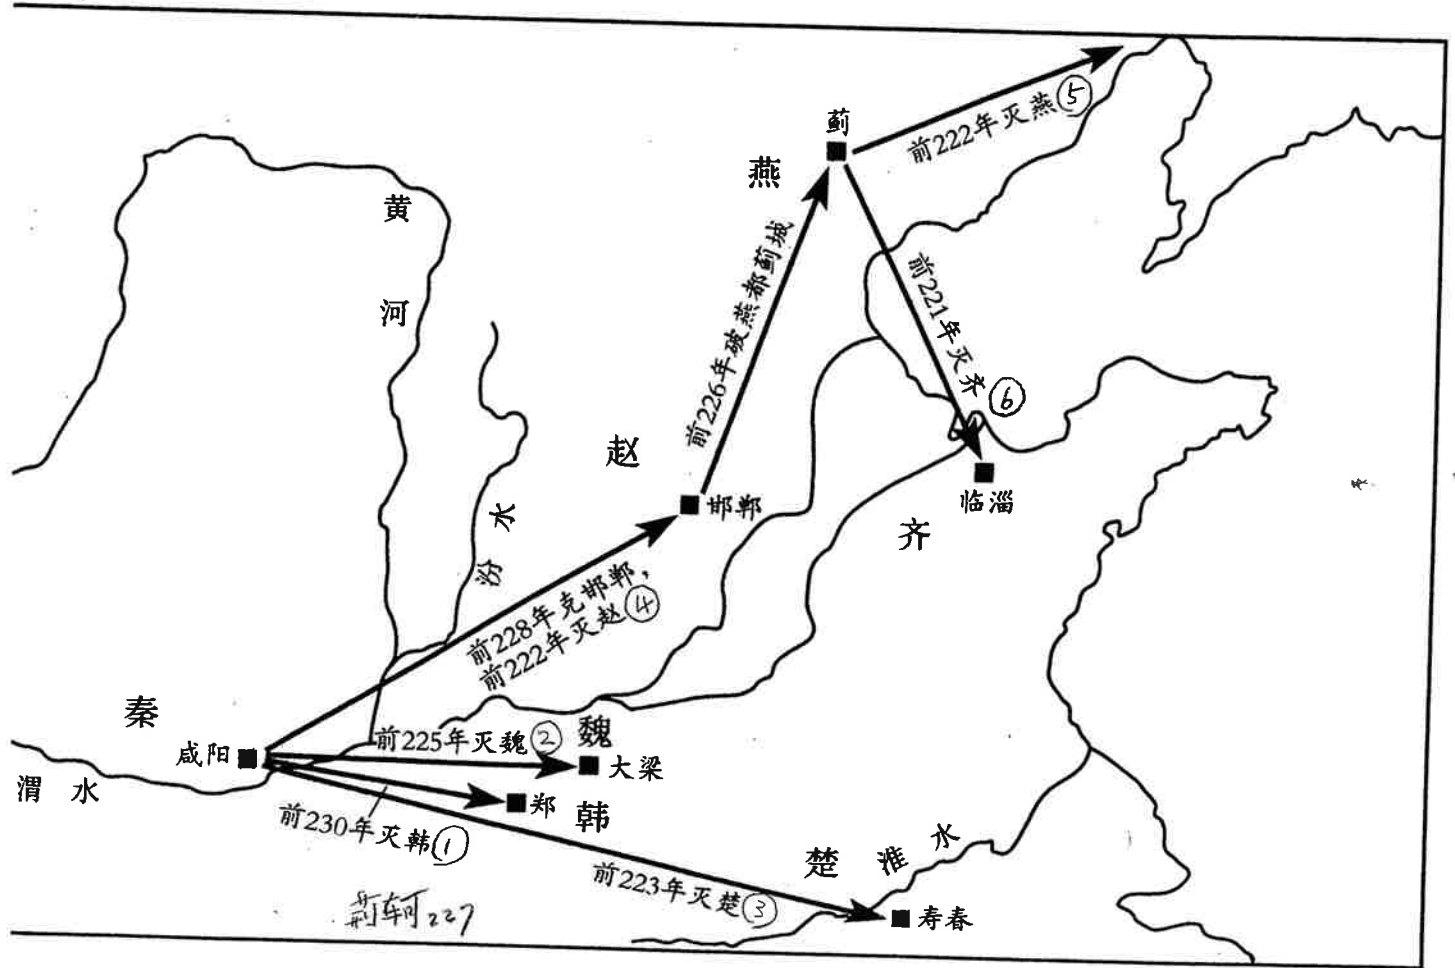 前222年灭燕⑤
蓟
燕
黄河
前226年破燕都蓟城
前221年灭齐⑥
赵
邯郸
临淄
齐
汾水
前228年克邯郸,
前222年灭赵④
秦
咸阳
渭水
前225年灭魏②
魏
大梁
郑
韩
前230年灭韩①
楚
淮水
前223年灭楚③
寿春
荆轲227